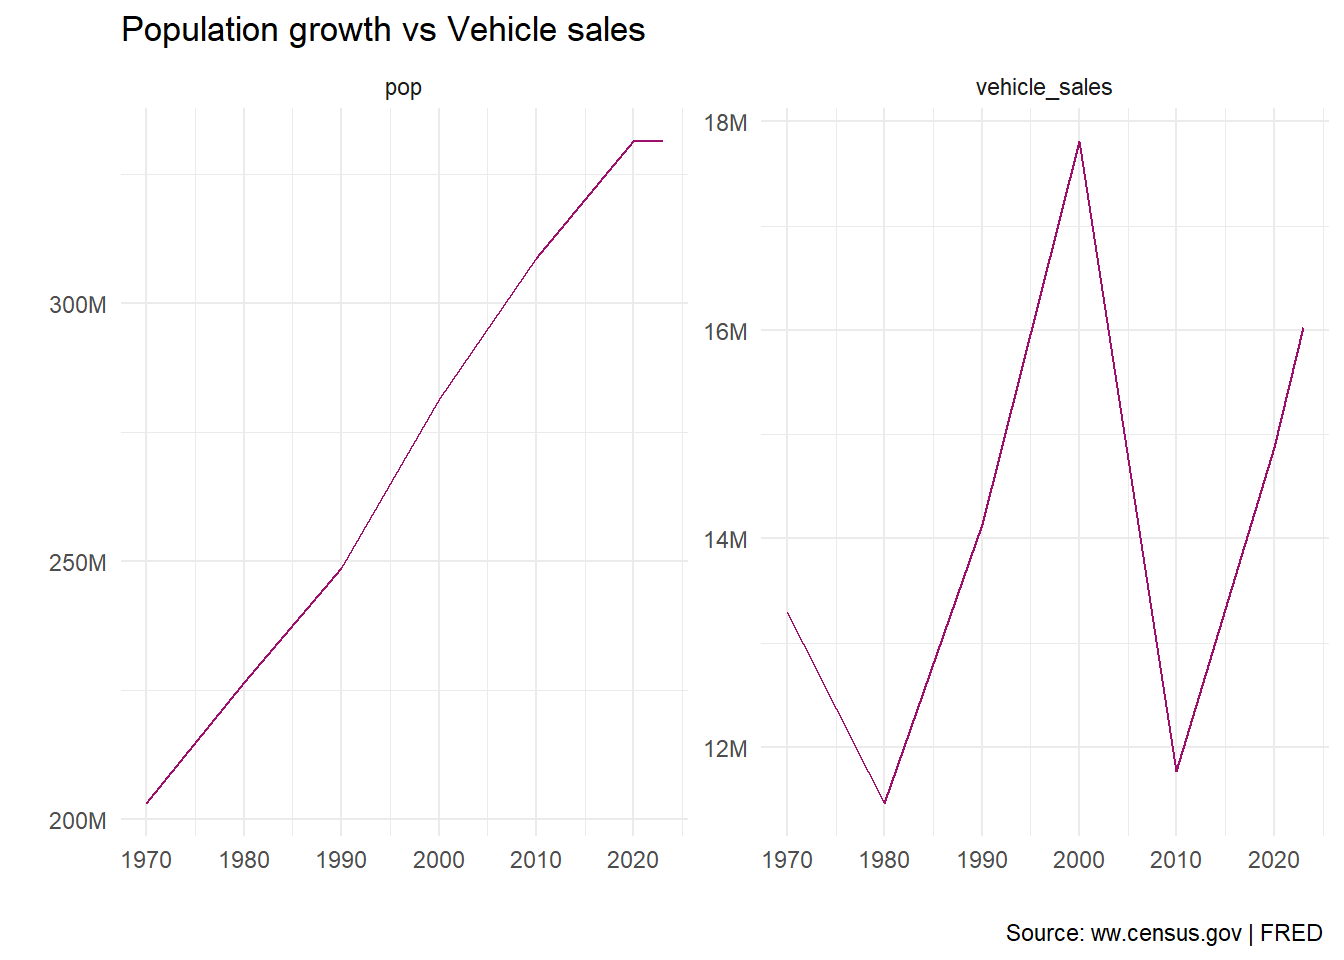 Population growth vs Vehicle sales
pop
vehicle_sales
300M
250M
200M
1970 1980 1990 2000 2010 2020
18M
16M
14M
12M
1970 1980 1990 2000 2010 2020
Source: ww.census.gov | FRED